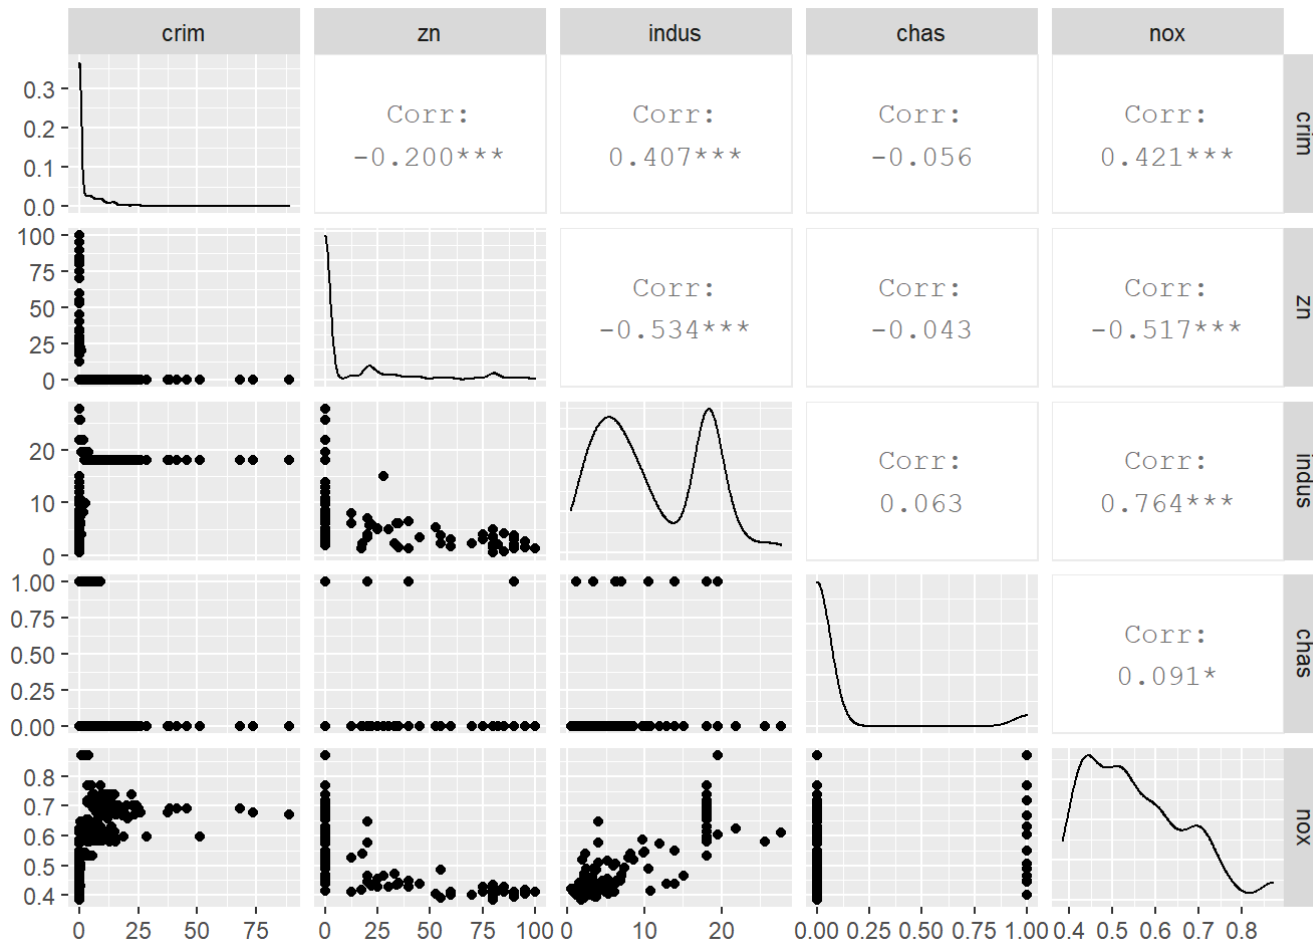 crim zn indus chas nox
0.3
0.2
0.1
0.0
Corr:
-0.200***
Corr:
0.407***
Corr:
-0.056
Corr:
0.421***
crim
100
75
50
25
0
Corr:
-0.534***
Corr:
-0.043
Corr:
-0.517***
zn
20
10
0
Corr:
0.063
Corr:
0.764***
indus
1.00
0.75
0.50
0.25
0.00
Corr:
0.091*
chas
0.8
0.7
0.6
0.5
0.4
nox
0 25 50 75 0 25 50 75 100 0 10 20 0.00 0.25 0.50 0.75 1.00 0.4 0.5 0.6 0.7 0.8